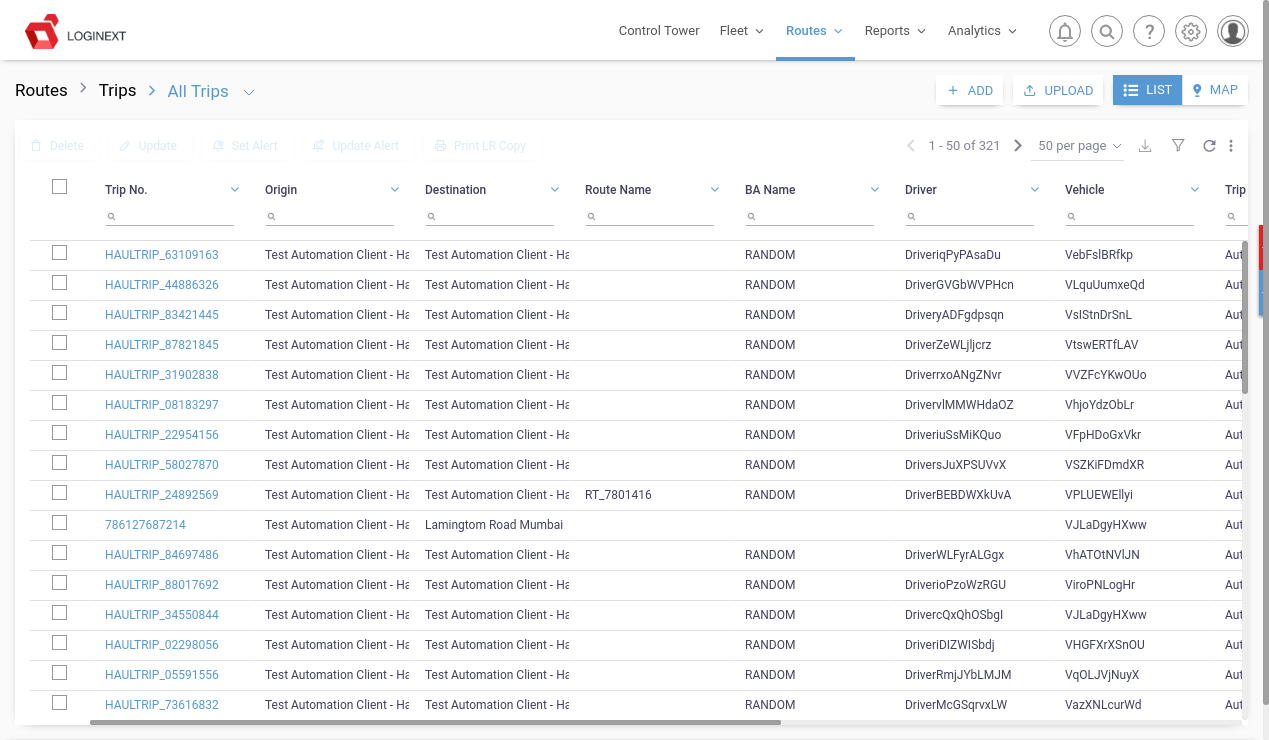 LOGINEXT
Control Tower Fleet Routes Reports Analytics
Routes Trips All Trips
ADD UPLOAD LIST MAP
Delete Update Set Alert Update Alert Print LR Copy 1 - 50 of 321 50 per page
Trip No. Origin Destination Route Name BA Name Driver Vehicle Trip
HAULTRIP_63109163 Test Automation Client - Ha Test Automation Client - Ha RANDOM DriveriqPyPAsaDu VebFslBRfkp Aut
HAULTRIP_44886326 Test Automation Client - Ha Test Automation Client - Ha RANDOM DriverGVGbWVPHcn VLquUumxeQd Aut
HAULTRIP_83421445 Test Automation Client - Ha Test Automation Client - Ha RANDOM DriveryADFgdpsqn VsIStnDrSnL Aut
HAULTRIP_87821845 Test Automation Client - Ha Test Automation Client - Ha RANDOM DriverZeWLjljcrz VtswERTfLAV Aut
HAULTRIP_31902838 Test Automation Client - Ha Test Automation Client - Ha RANDOM DriverrxoANgZNvr VVZFcYKwOUo Aut
HAULTRIP_08183297 Test Automation Client - Ha Test Automation Client - Ha RANDOM DrivervlMMWHdaOZ VhjoYdzObLr Aut
HAULTRIP_22954156 Test Automation Client - Ha Test Automation Client - Ha RANDOM DriveriuSsMiKQuo VFpHDoGxVkr Aut
HAULTRIP_58027870 Test Automation Client - Ha Test Automation Client - Ha RANDOM DriversJuXPSUVvX VSZKiFDmdXR Aut
HAULTRIP_24892569 Test Automation Client - Ha Test Automation Client - Ha RT_7801416 RANDOM DriverBEBDWXkUvA VPLUEWEllyi Aut
786127687214 Test Automation Client - Ha Lamingtom Road Mumbai VJLaDgyHXww Aut
HAULTRIP_84697486 Test Automation Client - Ha Test Automation Client - Ha RANDOM DriverWLFyrALGgx VhATOtNVlJN Aut
HAULTRIP_88017692 Test Automation Client - Ha Test Automation Client - Ha RANDOM DriverioPzoWzRGU ViroPNLogHr Aut
HAULTRIP_34550844 Test Automation Client - Ha Test Automation Client - Ha RANDOM DrivercQxQhOSbgI VJLaDgyHXww Aut
HAULTRIP_02298056 Test Automation Client - Ha Test Automation Client - Ha RANDOM DriveriDIZWISbdj VHGFXrXSnOU Aut
HAULTRIP_05591556 Test Automation Client - Ha Test Automation Client - Ha RANDOM DriverRmjJYbLMJM VqOLJVjNuyX Aut
HAULTRIP_73616832 Test Automation Client - Ha Test Automation Client - Ha RANDOM DriverMcGSqrvxLW VazXNLcurWd Aut